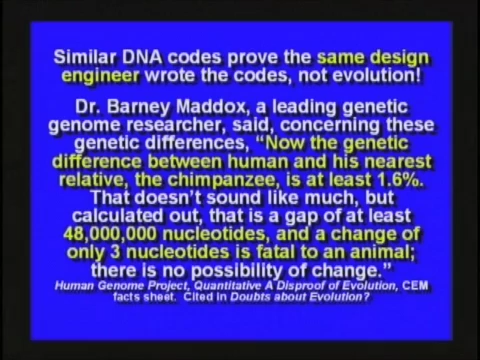 Similar DNA codes prove the same design
engineer wrote the codes, not evolution!
Dr. Barney Maddox, a leading genetic
genome researcher, said, concerning these
genetic differences, “Now the genetic
difference between human and his nearest
relative, the chimpanzee, is at least 1.6%.
That doesn’t sound like much, but
calculated out, that is a gap of at least
48,000,000 nucleotides, and a change of
only 3 nucleotides is fatal to an animal;
there is no possibility of change.”
Human Genome Project, Quantitative A Disproof of Evolution, CEM
facts sheet. Cited in Doubts about Evolution?